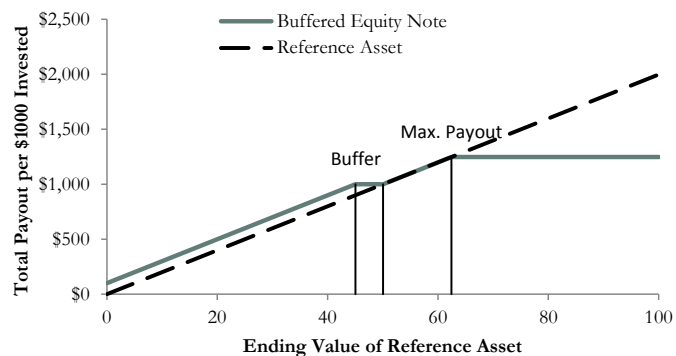 $2,500
Buffered Equity Note
Reference Asset
$2,000
$1,500
Max. Payout
Buffer
$1,000
$500
$0
0 20 40 60 80 100
Total Payout per $1000 Invested
Ending Value of Reference Asset